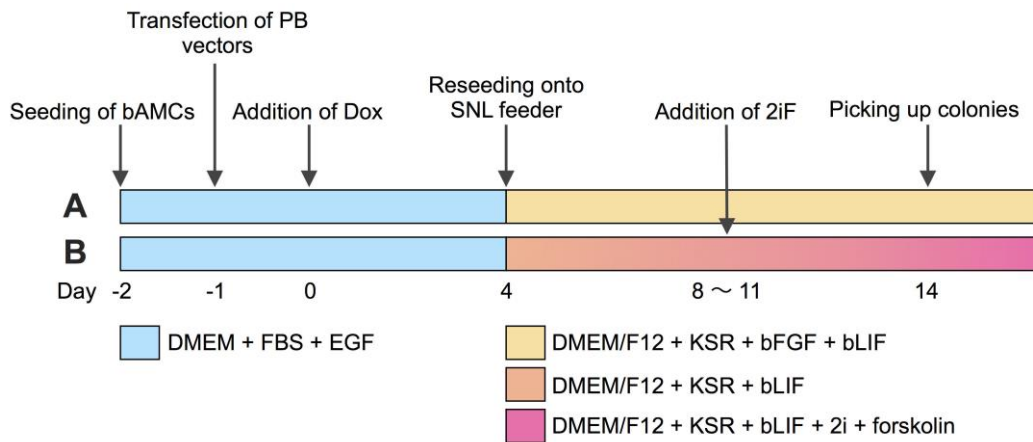 Transfection of PB
vectors
Seeding of bAMCs
Addition of Dox
Reseeding onto
SNL feeder
Addition of 2iF
Picking up colonies
A
B
Day -2 -1 0 4 8 ~ 11 14
DMEM + FBS + EGF
DMEM/F12 + KSR + bFGF + bLIF
DMEM/F12 + KSR + bLIF
DMEM/F12 + KSR + bLIF + 2i + forskolin